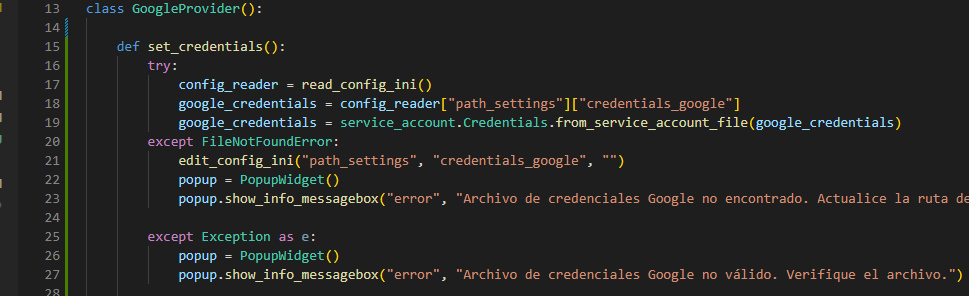 13 class GoogleProvider():
14
15 def set_credentials():
16 try:
17 config_reader = read_config_ini()
18 google_credentials = config_reader["path_settings"]["credentials_google"]
19 google_credentials = service_account.Credentials.from_service_account_file(google_credentials)
20 except FileNotFoundError:
21 edit_config_ini("path_settings", "credentials_google", "")
22 popup = PopupWidget()
23 popup.show_info_messagebox("error", "Archivo de credenciales Google no encontrado. Actualice la ruta de
24
25 except Exception as e:
26 popup = PopupWidget()
27 popup.show_info_messagebox("error", "Archivo de credenciales Google no válido. Verifique el archivo.")
28